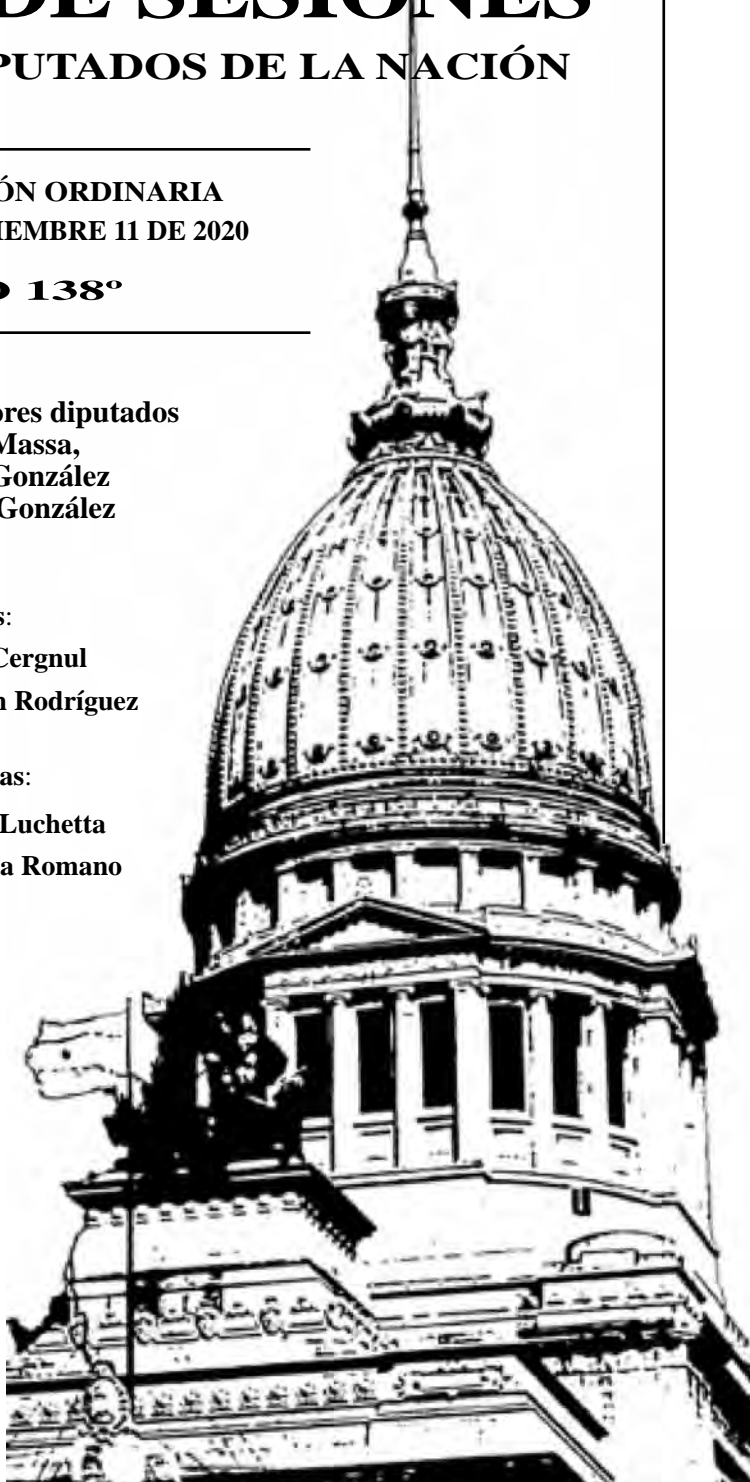 DE SESIONES
PUTADOS DE LA NACIÓN
ÓN ORDINARIA
IEMBRE 11 DE 2020
O 138º
ores diputados
Massa,
González
González
s:
Cergnul
n Rodríguez
as:
Luchetta
a Romano